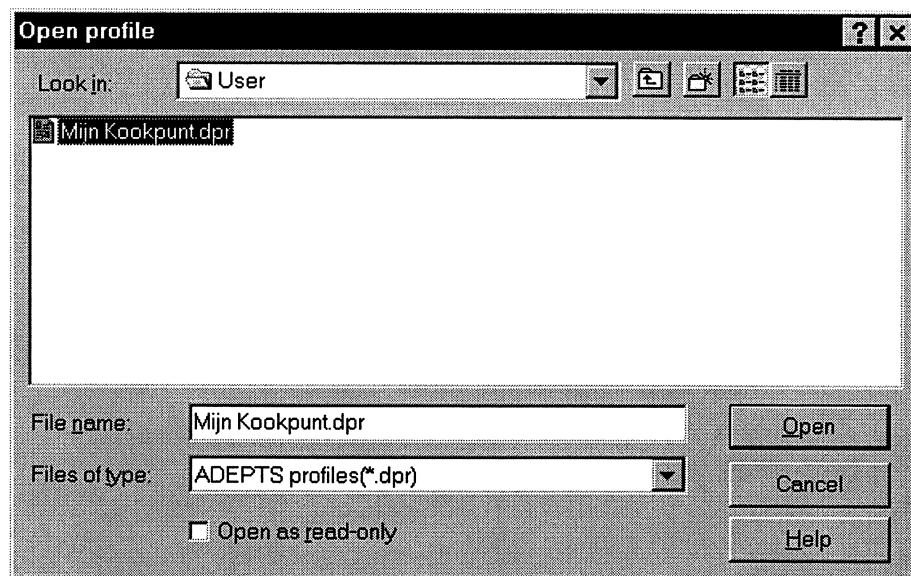 Open profile
Look in:
User
Mijn Kookpunt.dpr
File name:
Mijn Kookpunt.dpr
Open
Files of type:
ADEPTS profiles(*.dpr)
Cancel
Open as read-only
Help